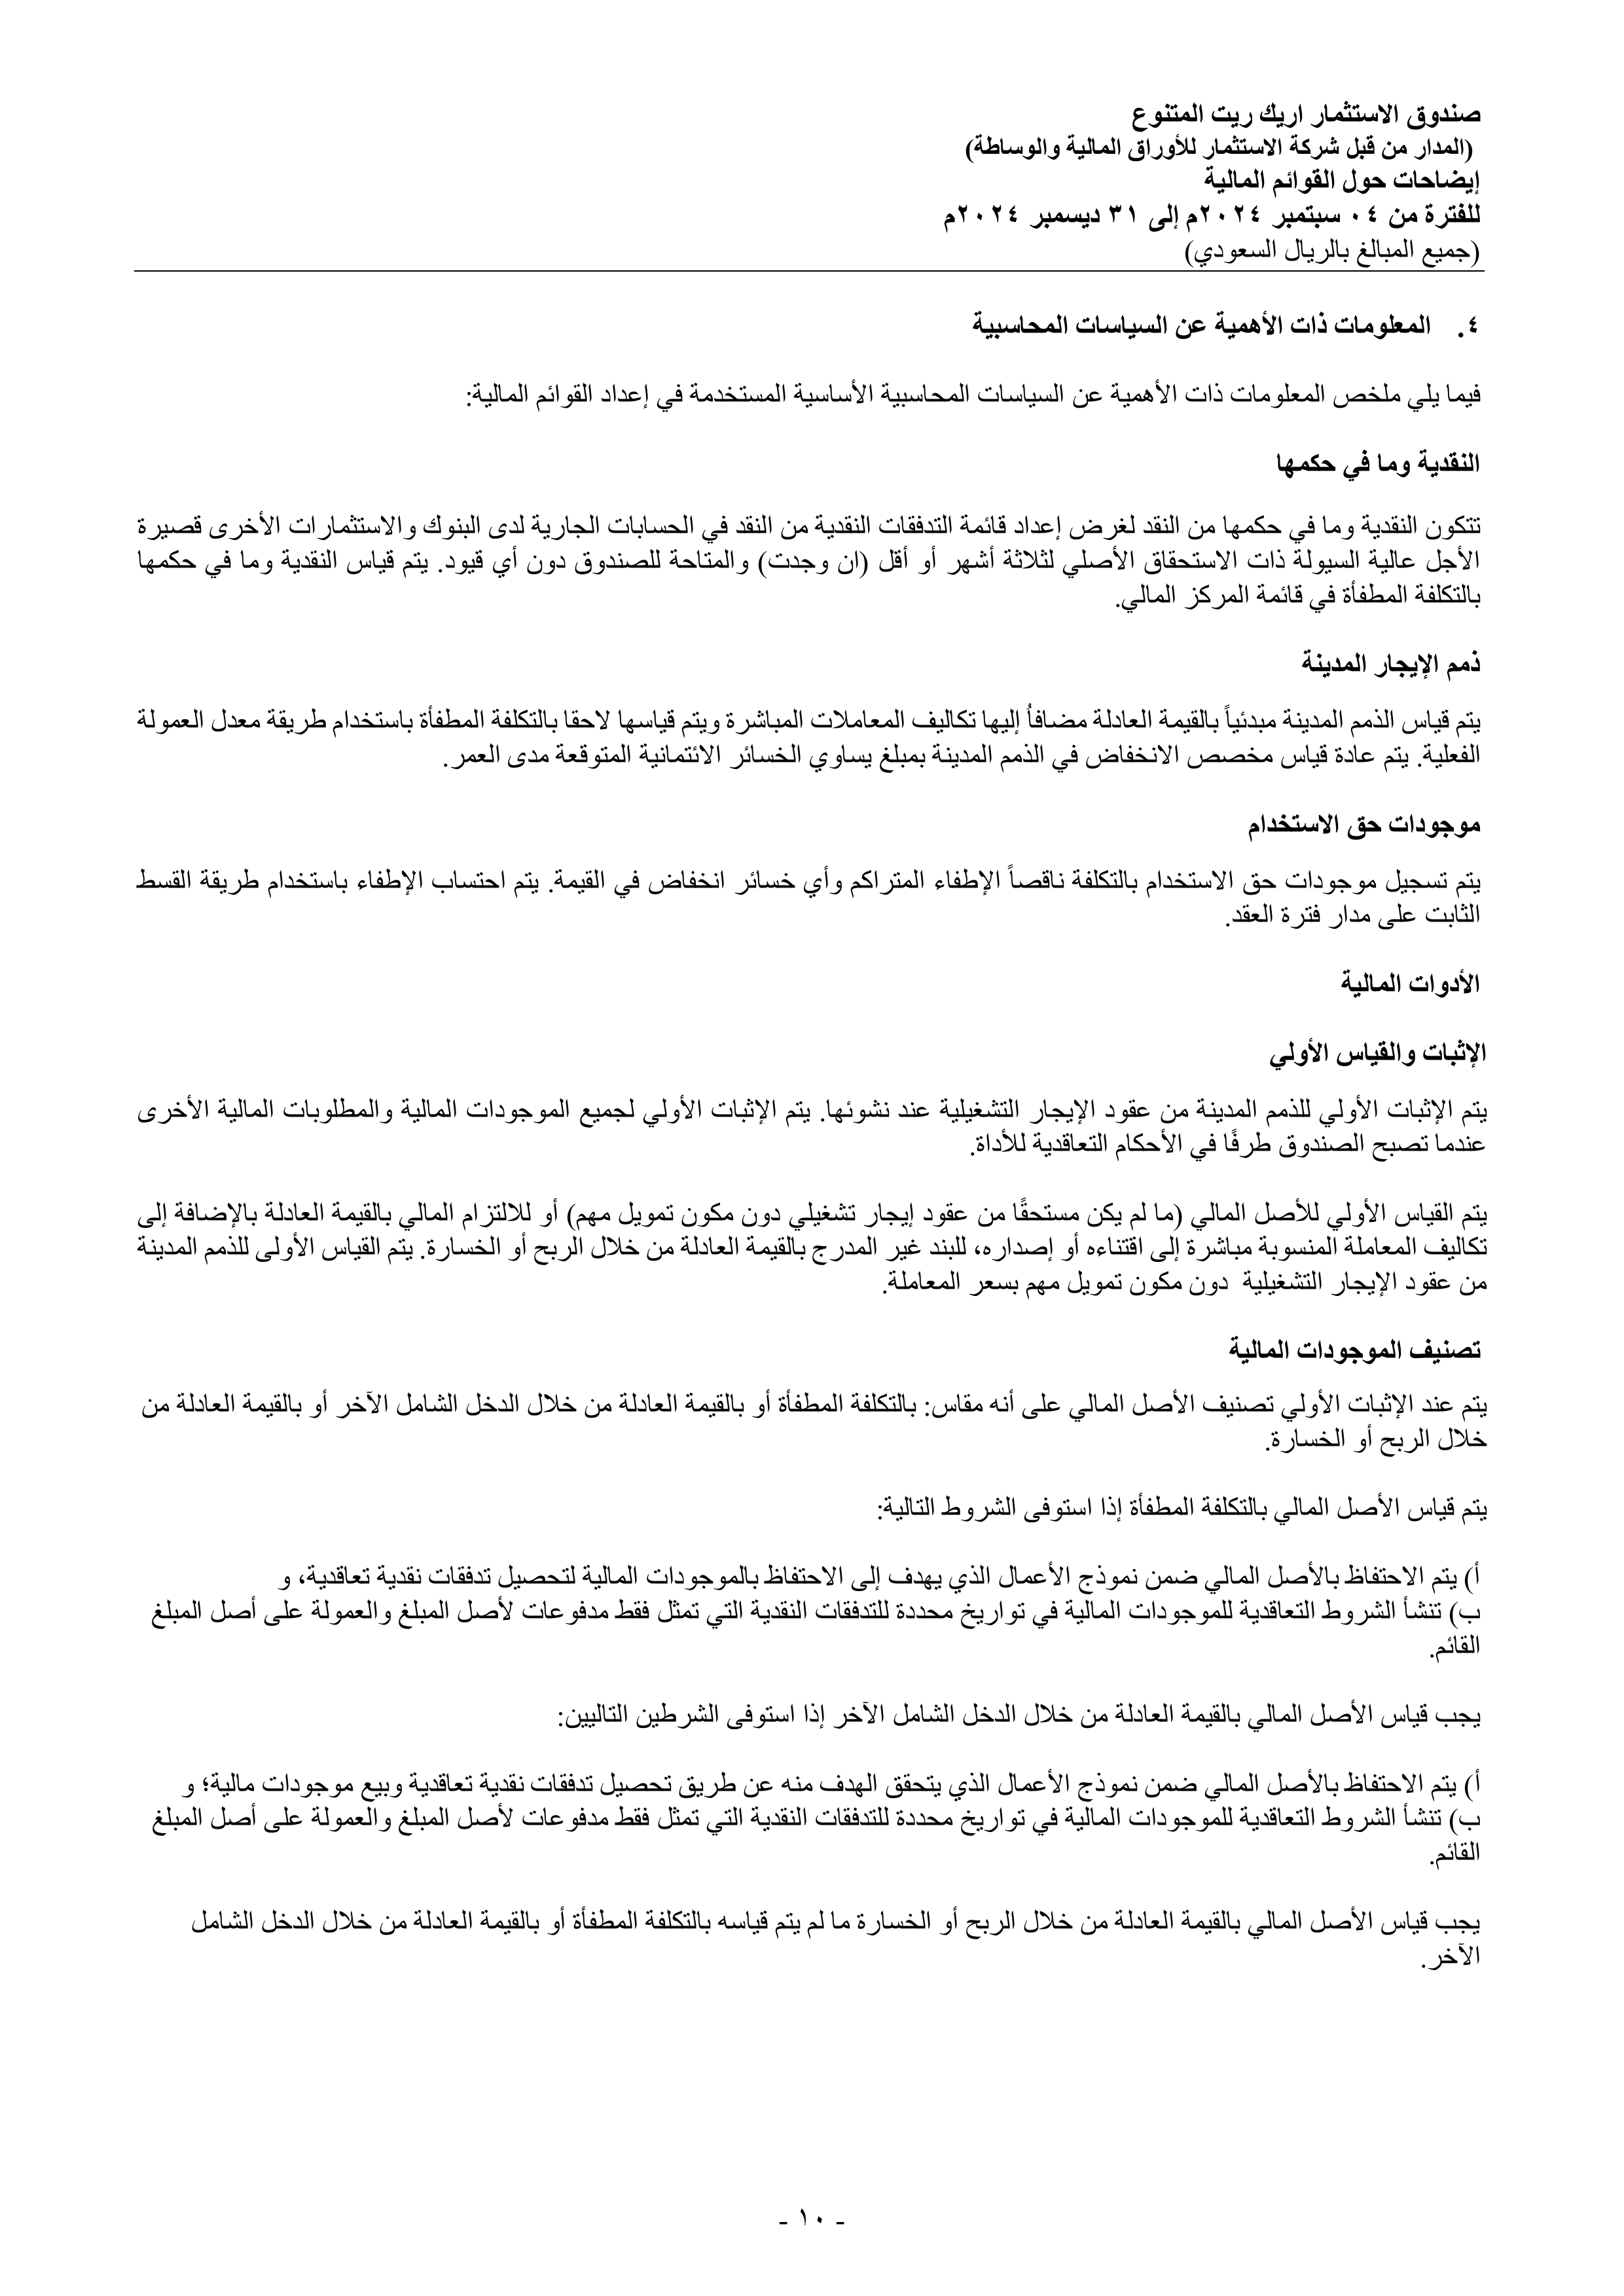 صندوق الاستثمار اريك ريت المتنوع
(المدار من قبل شركة الاستثمار للأوراق المالية والوساطة)
إيضاحات حول القوائم المالية
للفترة من ٠٤ سبتمبر ٢٠٢٤م إلى ٣١ ديسمبر ٢٠٢٤م
(جميع المبالغ بالريال السعودي)
٤. المعلومات ذات الأهمية عن السياسات المحاسبية
فيما يلي ملخص المعلومات ذات الأهمية عن السياسات المحاسبية الأساسية المستخدمة في إعداد القوائم المالية:
النقدية وما في حكمها
تتكون النقدية وما في حكمها من النقد لغرض إعداد قائمة التدفقات النقدية من النقد في الحسابات الجارية لدى البنوك والاستثمارات الأخرى قصيرة
الأجل عالية السيولة ذات الاستحقاق الأصلي لثلاثة أشهر أو أقل (ان وجدت) والمتاحة للصندوق دون أي قيود. يتم قياس النقدية وما في حكمها
بالتكلفة المطفأة في قائمة المركز المالي.
ذمم الإيجار المدينة
يتم قياس الذمم المدينة مبدئياً بالقيمة العادلة مضافاُ إليها تكاليف المعاملات المباشرة ويتم قياسها لاحقا بالتكلفة المطفأة باستخدام طريقة معدل العمولة
الفعلية. يتم عادة قياس مخصص الانخفاض في الذمم المدينة بمبلغ يساوي الخسائر الائتمانية المتوقعة مدى العمر.
موجودات حق الاستخدام
يتم تسجيل موجودات حق الاستخدام بالتكلفة ناقصاً الإطفاء المتراكم وأي خسائر انخفاض في القيمة. يتم احتساب الإطفاء باستخدام طريقة القسط
الثابت على مدار فترة العقد.
الأدوات المالية
الإثبات والقياس الأولي
يتم الإثبات الأولي للذمم المدينة من عقود الإيجار التشغيلية عند نشوئها. يتم الإثبات الأولي لجميع الموجودات المالية والمطلوبات المالية الأخرى
عندما تصبح الصندوق طرفًا في الأحكام التعاقدية للأداة.
يتم القياس الأولي للأصل المالي (ما لم يكن مستحقًا من عقود إيجار تشغيلي دون مكون تمويل مهم) أو للالتزام المالي بالقيمة العادلة بالإضافة إلى
تكاليف المعاملة المنسوبة مباشرة إلى اقتناءه أو إصداره، للبند غير المدرج بالقيمة العادلة من خلال الربح أو الخسارة. يتم القياس الأولى للذمم المدينة
من عقود الإيجار التشغيلية دون مكون تمويل مهم بسعر المعاملة.
تصنيف الموجودات المالية
يتم عند الإثبات الأولي تصنيف الأصل المالي على أنه مقاس: بالتكلفة المطفأة أو بالقيمة العادلة من خلال الدخل الشامل الآخر أو بالقيمة العادلة من
خلال الربح أو الخسارة.
يتم قياس الأصل المالي بالتكلفة المطفأة إذا استوفى الشروط التالية:
أ) يتم الاحتفاظ بالأصل المالي ضمن نموذج الأعمال الذي يهدف إلى الاحتفاظ بالموجودات المالية لتحصيل تدفقات نقدية تعاقدية، و
ب) تنشأ الشروط التعاقدية للموجودات المالية في تواريخ محددة للتدفقات النقدية التي تمثل فقط مدفوعات لأصل المبلغ والعمولة على أصل المبلغ
القائم.
يجب قياس الأصل المالي بالقيمة العادلة من خلال الدخل الشامل الآخر إذا استوفى الشرطين التاليين:
أ) يتم الاحتفاظ بالأصل المالي ضمن نموذج الأعمال الذي يتحقق الهدف منه عن طريق تحصيل تدفقات نقدية تعاقدية وبيع موجودات مالية؛ و
ب) تنشأ الشروط التعاقدية للموجودات المالية في تواريخ محددة للتدفقات النقدية التي تمثل فقط مدفوعات لأصل المبلغ والعمولة على أصل المبلغ
القائم.
يجب قياس الأصل المالي بالقيمة العادلة من خلال الربح أو الخسارة ما لم يتم قياسه بالتكلفة المطفأة أو بالقيمة العادلة من خلال الدخل الشامل
الآخر.
- ١٠ -